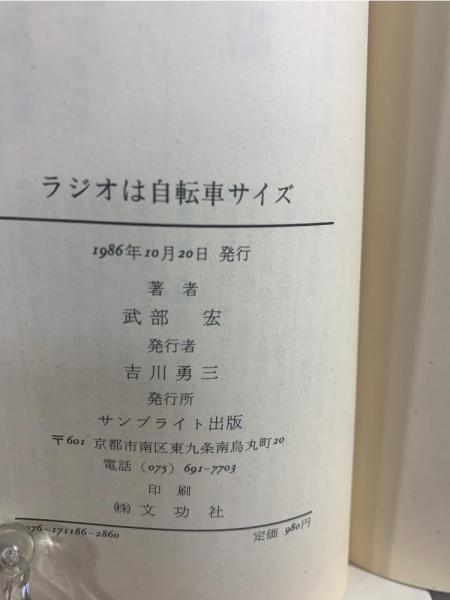 ラジオは自転車サイズ
1986年10月20日 発行
著者
武部 宏
発行者
吉川勇三
発行所
サンブライト出版
〒601 京都市南区東九条南烏丸町20
電話 (075) 691-7703
印刷
㈱ 文功社
076-171186-2860 定価 980円